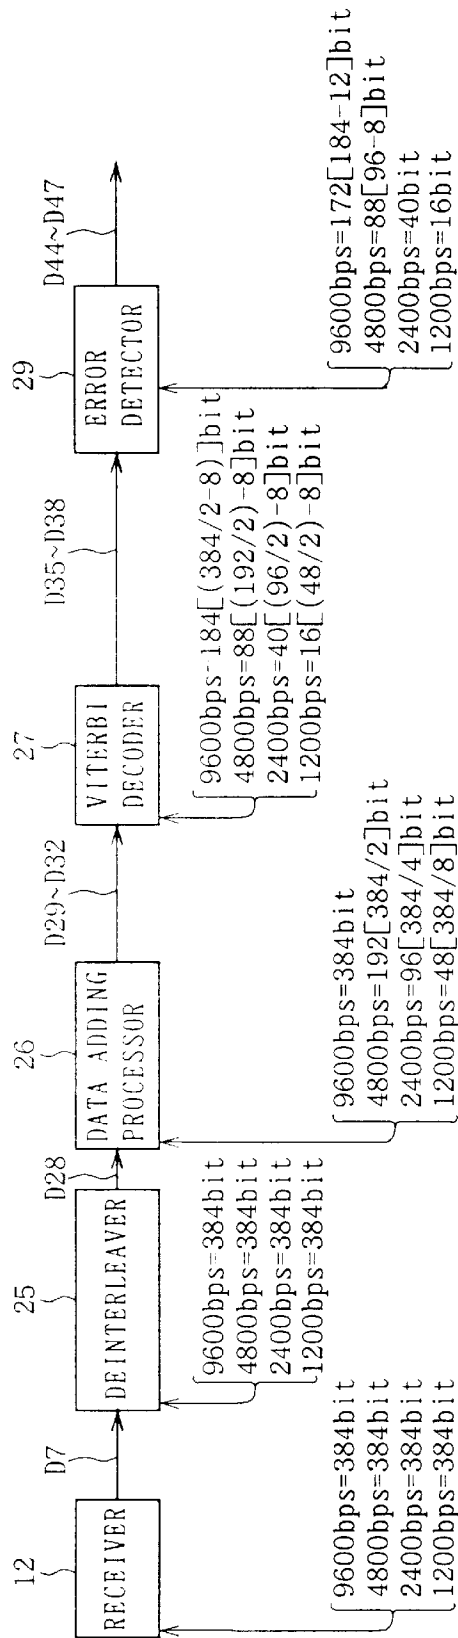 12
RECEIVER
9600bps=384bit
4800bps=384bit
2400bps=384bit
1200bps=384bit
D7
25
DEINTERLEAVER
9600bps=384bit
4800bps=384bit
2400bps=384bit
1200bps=384bit
D28
26
DATA ADDING
PROCESSOR
9600bps=384bit
4800bps=192[384/2]bit
2400bps=96[384/4]bit
1200bps=48[384/8]bit
D29~D32
27
VITERBI
DECODER
9600bps-184[(384/2-8)]bit
4800bps=88[(192/2)-8]bit
2400bps=40[(96/2)-8]bit
1200bps=16[(48/2)-8]bit
D35~D38
29
ERROR
DETECTOR
9600bps=172[184-12]bit
4800bps=88[96-8]bit
2400bps=40bit
1200bps=16bit
D44~D47